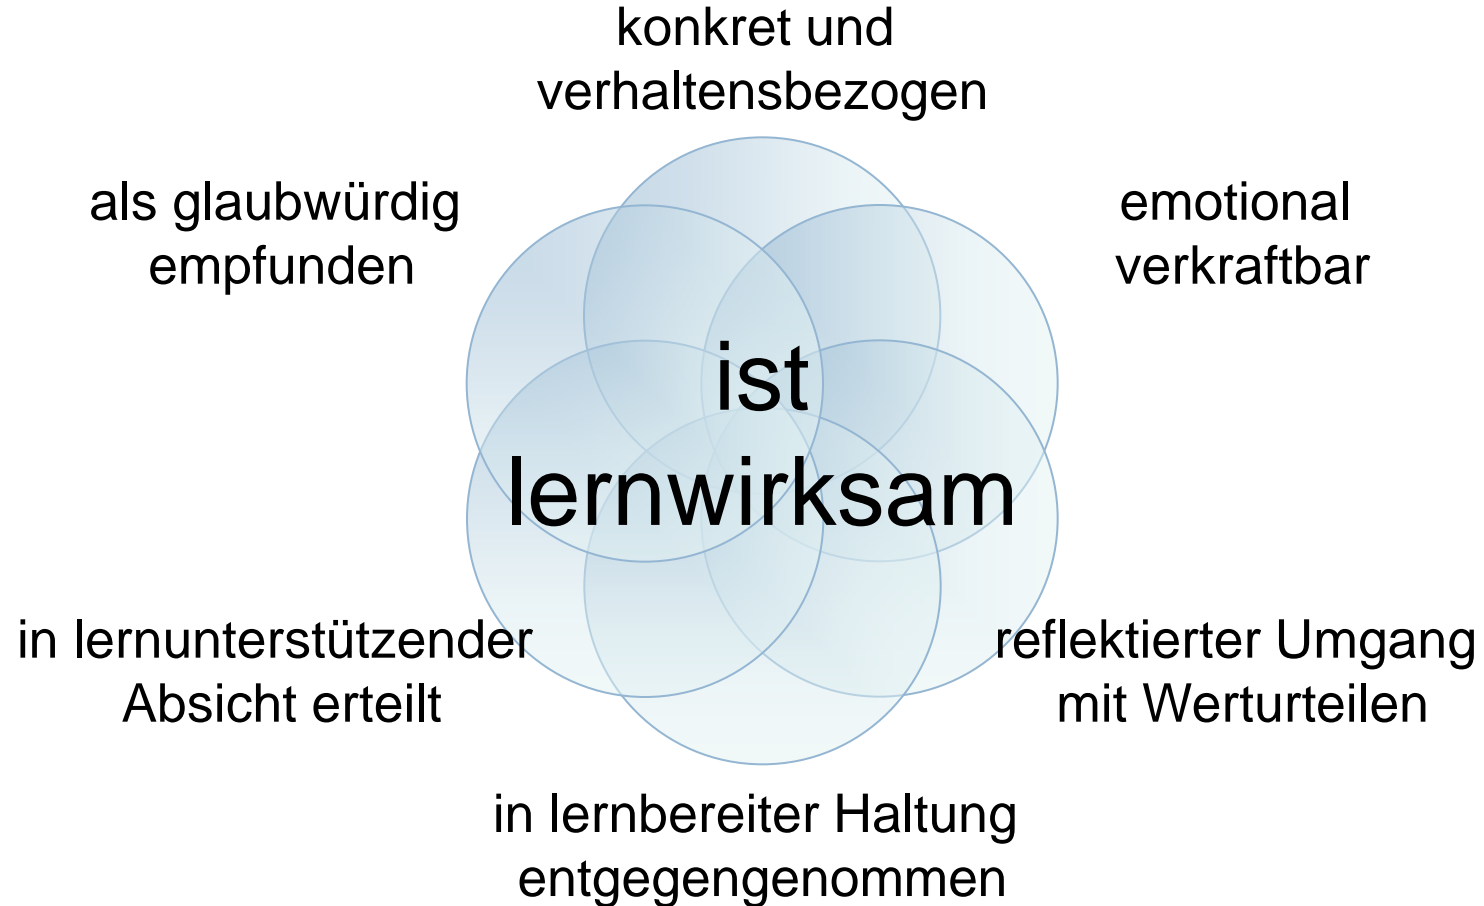 konkret und
verhaltensbezogen
als glaubwürdig
empfunden
emotional
verkraftbar
ist
lernwirksam
in lernunterstützender
Absicht erteilt
reflektierter Umgang
mit Werturteilen
in lernbereiter Haltung
entgegengenommen